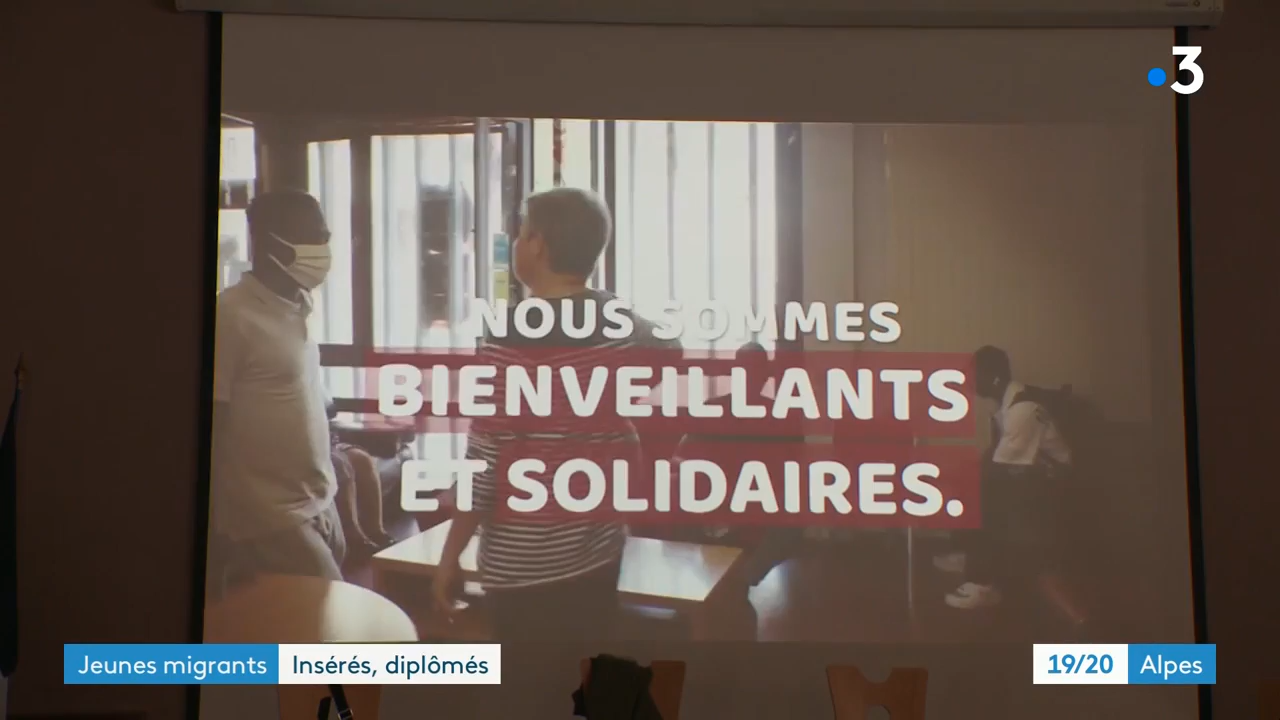 3
NOUS SOMMES
BIENVEILLANTS
ET SOLIDAIRES.
Jeunes migrants Insérés, diplômés
19/20 Alpes